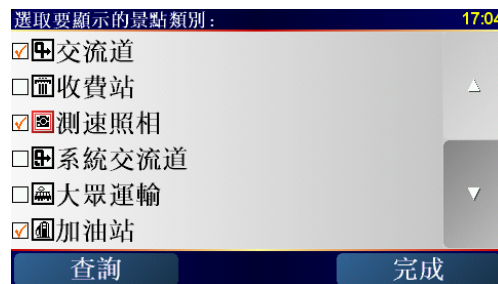 選取要顯示的景點類別：
17:04
交流道
收費站
測速照相
系統交流道
大眾運輸
加油站
查詢
完成